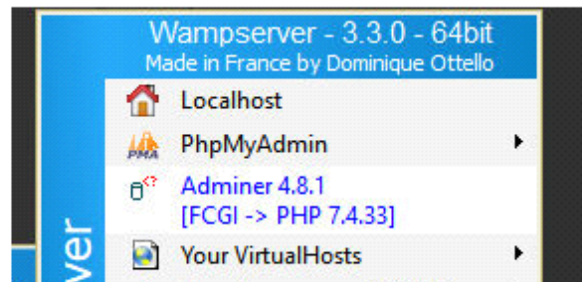 Wampserver - 3.3.0 - 64bit
Made in France by Dominique Ottello
Localhost
PMA
PhpMyAdmin
Adminer 4.8.1
[FCGI -> PHP 7.4.33]
Your VirtualHosts
ver